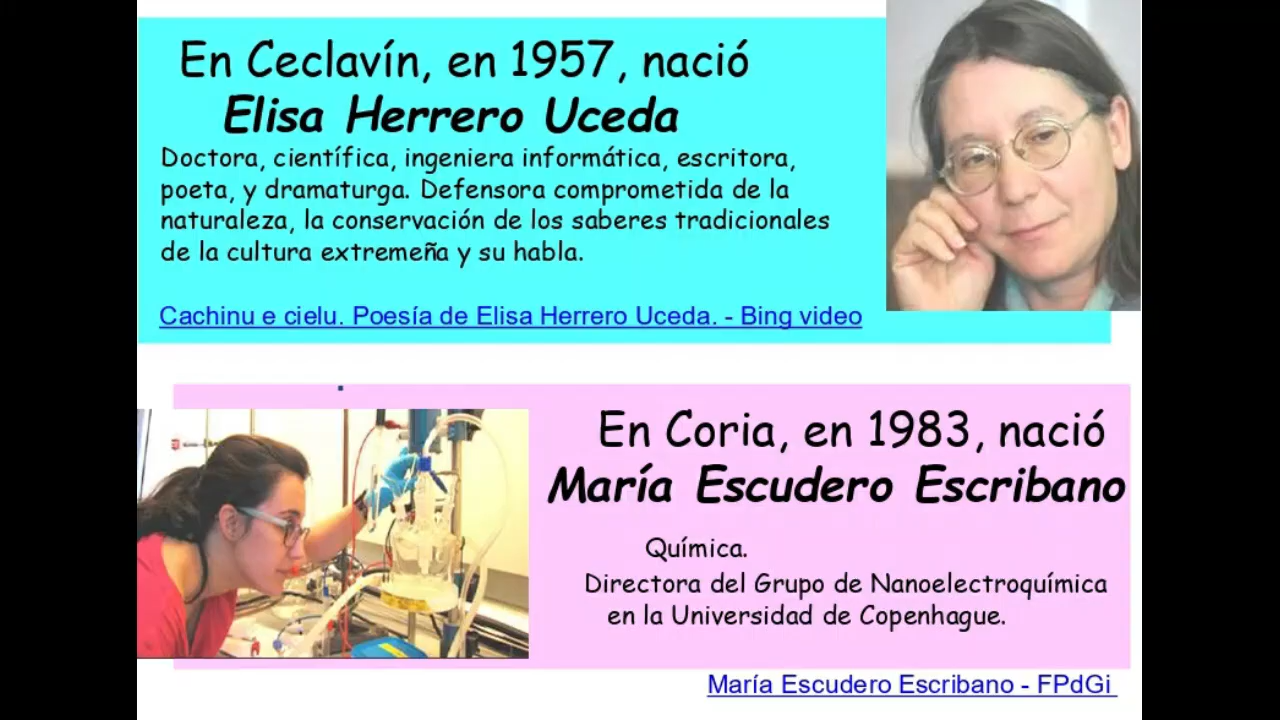 En Ceclavín, en 1957, nació
Elisa Herrero Uceda
Doctora, científica, ingeniera informática, escritora,
poeta, y dramaturga. Defensora comprometida de la
naturaleza, la conservación de los saberes tradicionales
de la cultura extremeña y su habla.
Cachinu e cielu. Poesía de Elisa Herrero Uceda. - Bing video
En Coria, en 1983, nació
María Escudero Escribano
Química.
Directora del Grupo de Nanoelectroquímica
en la Universidad de Copenhague.
María Escudero Escribano - FPdGi